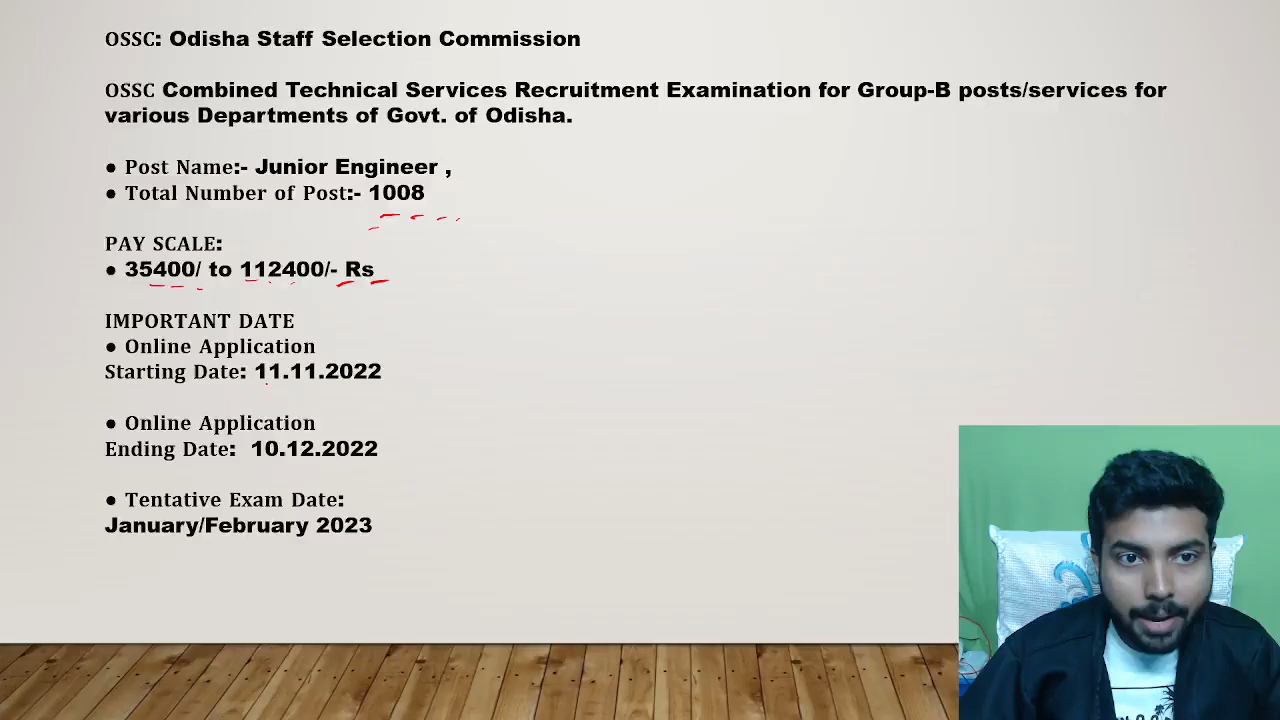 OSSC: Odisha Staff Selection Commission
OSSC Combined Technical Services Recruitment Examination for Group-B posts/services for
various Departments of Govt. of Odisha.
● Post Name:- Junior Engineer ,
● Total Number of Post:- 1008
PAY SCALE:
● 35400/ to 112400/- Rs
IMPORTANT DATE
● Online Application
Starting Date: 11.11.2022
● Online Application
Ending Date: 10.12.2022
● Tentative Exam Date:
January/February 2023